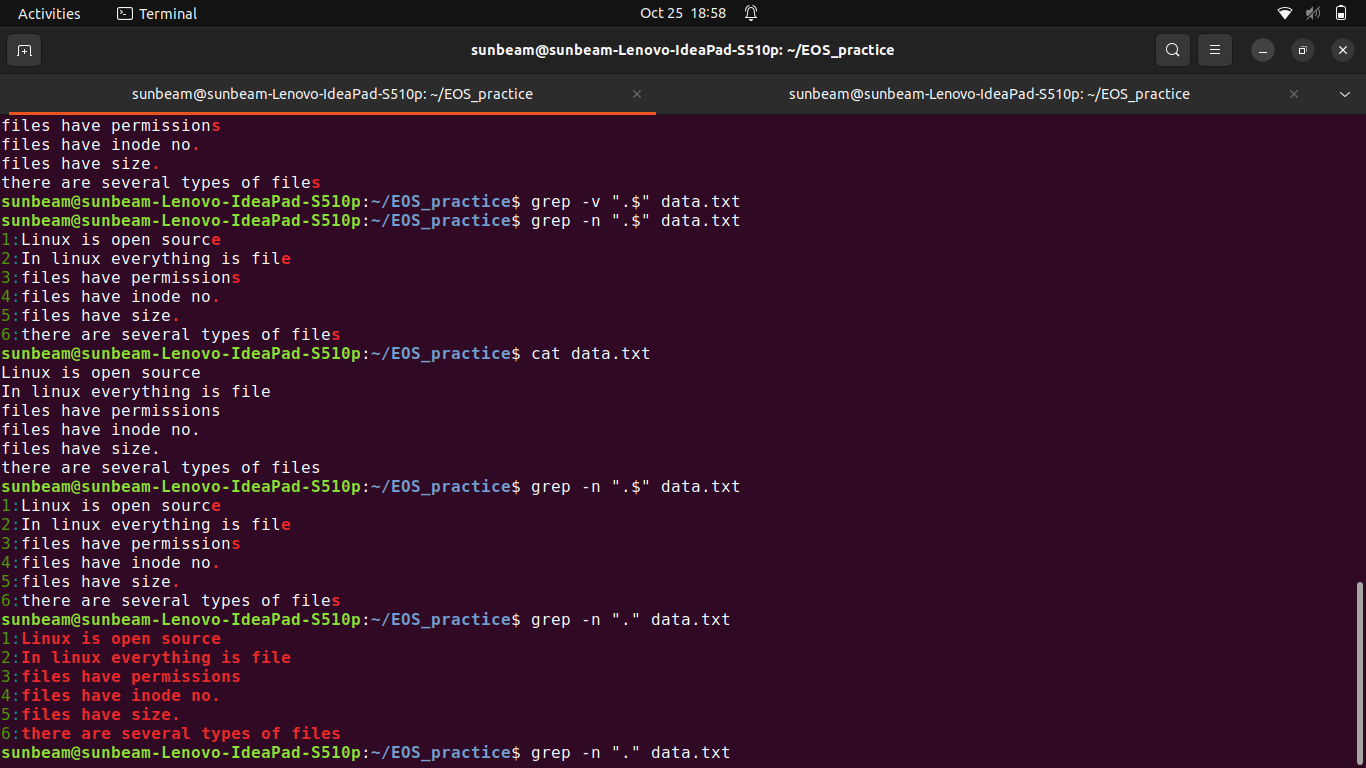 Activities Terminal Oct 25 18:58
sunbeam@sunbeam-Lenovo-IdeaPad-S510p: ~/EOS_practice
sunbeam@sunbeam-Lenovo-IdeaPad-S510p: ~/EOS_practice sunbeam@sunbeam-Lenovo-IdeaPad-S510p: ~/EOS_practice
files have permissions
files have inode no.
files have size.
there are several types of files
sunbeam@sunbeam-Lenovo-IdeaPad-S510p:~/EOS_practice$ grep -v ".$" data.txt
sunbeam@sunbeam-Lenovo-IdeaPad-S510p:~/EOS_practice$ grep -n ".$" data.txt
1:Linux is open source
2:In linux everything is file
3:files have permissions
4:files have inode no.
5:files have size.
6:there are several types of files
sunbeam@sunbeam-Lenovo-IdeaPad-S510p:~/EOS_practice$ cat data.txt
Linux is open source
In linux everything is file
files have permissions
files have inode no.
files have size.
there are several types of files
sunbeam@sunbeam-Lenovo-IdeaPad-S510p:~/EOS_practice$ grep -n ".$" data.txt
1:Linux is open source
2:In linux everything is file
3:files have permissions
4:files have inode no.
5:files have size.
6:there are several types of files
sunbeam@sunbeam-Lenovo-IdeaPad-S510p:~/EOS_practice$ grep -n "." data.txt
1:Linux is open source
2:In linux everything is file
3:files have permissions
4:files have inode no.
5:files have size.
6:there are several types of files
sunbeam@sunbeam-Lenovo-IdeaPad-S510p:~/EOS_practice$ grep -n "." data.txt